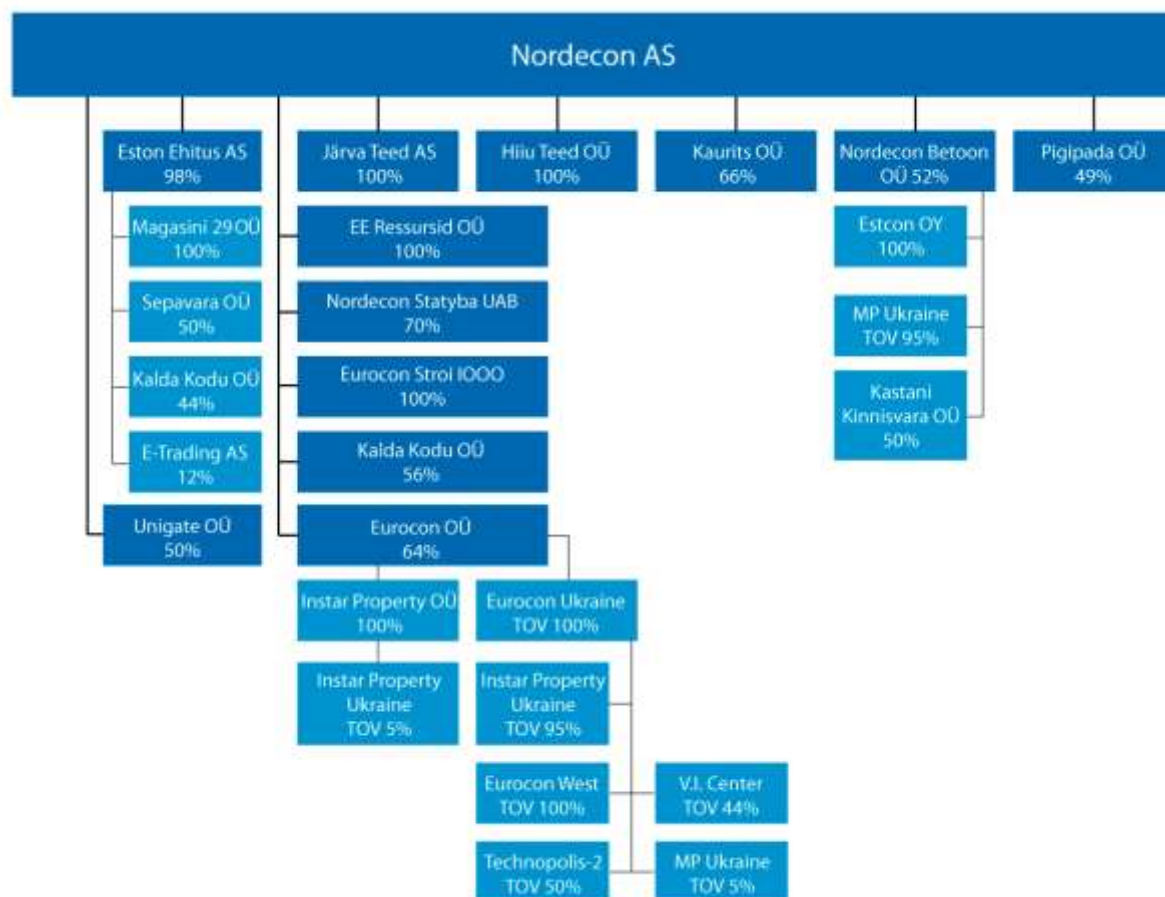 Nordecon AS
Eston Ehitus AS
98%
Järva Teed AS
100%
Hiiu Teed OÜ
100%
Kaurits OÜ
66%
Nordecon Betoon
OÜ 52%
Pigipada OÜ
49%
Magasini 29 OÜ
100%
EE Ressursid OÜ
100%
Estcon OY
100%
Sepavara OÜ
50%
Nordecon Statyba UAB
70%
MP Ukraine
TOV 95%
Kalda Kodu OÜ
44%
Eurocon Stroi IOOO
100%
Kastani
Kinnisvara OÜ
50%
E-Trading AS
12%
Kalda Kodu OÜ
56%
Unigate OÜ
50%
Eurocon OÜ
64%
Instar Property OÜ
100%
Eurocon Ukraine
TOV 100%
Instar Property
Ukraine
TOV 5%
Instar Property
Ukraine
TOV 95%
Eurocon West
TOV 100%
V.I. Center
TOV 44%
Technopolis-2
TOV 50%
MP Ukraine
TOV 5%